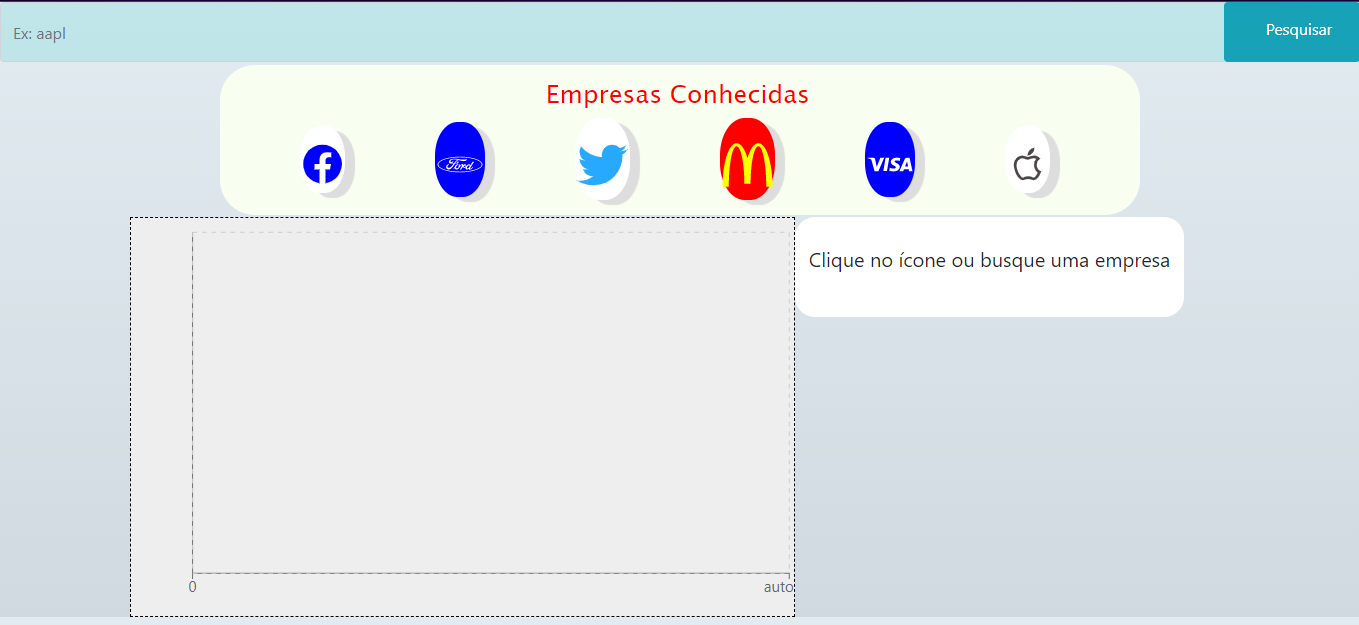 Ex: aapl
Pesquisar
Empresas Conhecidas
Ford
VISA
Clique no ícone ou busque uma empresa
0
auto